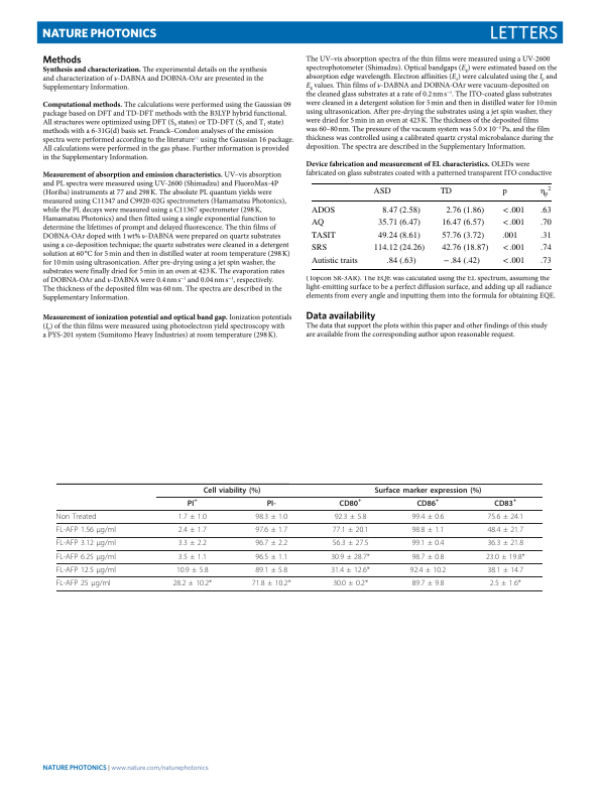 NATURE PHOTONICS
LETTERS
Methods
Synthesis and characterization. The experimental details on the synthesis
and characterization of ν-DABNA and DOBNA-OAr are presented in the
Supplementary Information.
Computational methods. The calculations were performed using the Gaussian 09
package based on DFT and TD-DFT methods with the B3LYP hybrid functional.
All structures were optimized using DFT (S₀ states) or TD-DFT (S₁ and T₁ state)
methods with a 6-31G(d) basis set. Franck–Condon analyses of the emission
spectra were performed according to the literature using the Gaussian 16 package.
All calculations were performed in the gas phase. Further information is provided
in the Supplementary Information.
Measurement of absorption and emission characteristics. UV–vis absorption
and PL spectra were measured using UV-2600 (Shimadzu) and FluoroMax-4P
(Horiba) instruments at 77 and 298 K. The absolute PL quantum yields were
measured using C11347 and C9920-02G spectrometers (Hamamatsu Photonics),
while the PL decays were measured using a C11367 spectrometer (298 K,
Hamamatsu Photonics) and then fitted using a single exponential function to
determine the lifetimes of prompt and delayed fluorescence. The thin films of
DOBNA-OAr doped with 1 wt% ν-DABNA were prepared on quartz substrates
using a co-deposition technique; the quartz substrates were cleaned in a detergent
solution at 60 °C for 5 min and then in distilled water at room temperature (298 K)
for 10 min using ultrasonication. After pre-drying using a jet spin washer, the
substrates were finally dried for 5 min in an oven at 423 K. The evaporation rates
of DOBNA-OAr and ν-DABNA were 0.4 nm s⁻¹ and 0.04 nm s⁻¹, respectively.
The thickness of the deposited film was 60 nm. The spectra are described in the
Supplementary Information.
Measurement of ionization potential and optical band gap. Ionization potentials
(Iₚ) of the thin films were measured using photoelectron yield spectroscopy with
a PYS-201 system (Sumitomo Heavy Industries) at room temperature (298 K).
The UV–vis absorption spectra of the thin films were measured using a UV-2600
spectrophotometer (Shimadzu). Optical bandgaps (E) were estimated based on the
absorption edge wavelength. Electron affinities (E) were calculated using the Iₚ and
E values. Thin films of ν-DABNA and DOBNA-OAr were vacuum-deposited on
the cleaned glass substrates at a rate of 0.2 nm s⁻¹. The ITO-coated glass substrates
were cleaned in a detergent solution for 5 min and then in distilled water for 10 min
using ultrasonication. After pre-drying the substrates using a jet spin washer, they
were dried for 5 min in an oven at 423 K. The thickness of the deposited films
was 60–80 nm. The pressure of the vacuum system was Pa, and the film
thickness was controlled using a calibrated quartz crystal microbalance during the
deposition. The spectra are described in the Supplementary Information.
Device fabrication and measurement of EL characteristics. OLEDs were
fabricated on glass substrates coated with a patterned transparent ITO conductive
ASD TD p ηₚ²
ADOS 8.47 (2.58) 2.76 (1.86) < .001 .63
AQ 35.71 (6.47) 16.47 (6.57) < .001 .70
TASIT 49.24 (8.61) 57.76 (3.72) .001 .31
SRS 114.12 (24.26) 42.76 (18.87) < .001 .74
Autistic traits .84 (.63) − .84 (.42) < .001 .73
(Topcon SR-3AR). The EQE was calculated using the EL spectrum, assuming the
light-emitting surface to be a perfect diffusion surface, and adding up all radiance
elements from every angle and inputting them into the formula for obtaining EQE.
Data availability
The data that support the plots within this paper and other findings of this study
are available from the corresponding author upon reasonable request.
Cell viability (%) Surface marker expression (%)
PI⁺ PI- CD80⁺ CD86⁺ CD83⁺
Non Treated 1.7 ± 1.0 98.3 ± 1.0 92.3 ± 5.8 99.4 ± 0.6 75.6 ± 24.1
FL-AFP 1.56 µg/ml 2.4 ± 1.7 97.6 ± 1.7 77.1 ± 20.1 98.8 ± 1.1 48.4 ± 21.7
FL-AFP 3.12 µg/ml 3.3 ± 2.2 96.7 ± 2.2 56.3 ± 27.5 99.1 ± 0.4 36.3 ± 21.8
FL-AFP 6.25 µg/ml 3.5 ± 1.1 96.5 ± 1.1 30.9 ± 28.7* 98.7 ± 0.8 23.0 ± 19.8*
FL-AFP 12.5 µg/ml 10.9 ± 5.8 89.1 ± 5.8 31.4 ± 12.6* 92.4 ± 10.2 38.1 ± 14.7
FL-AFP 25 µg/ml 28.2 ± 10.2* 71.8 ± 10.2* 30.0 ± 0.2* 89.7 ± 9.8 2.5 ± 1.6*
NATURE PHOTONICS | www.nature.com/naturephotonics